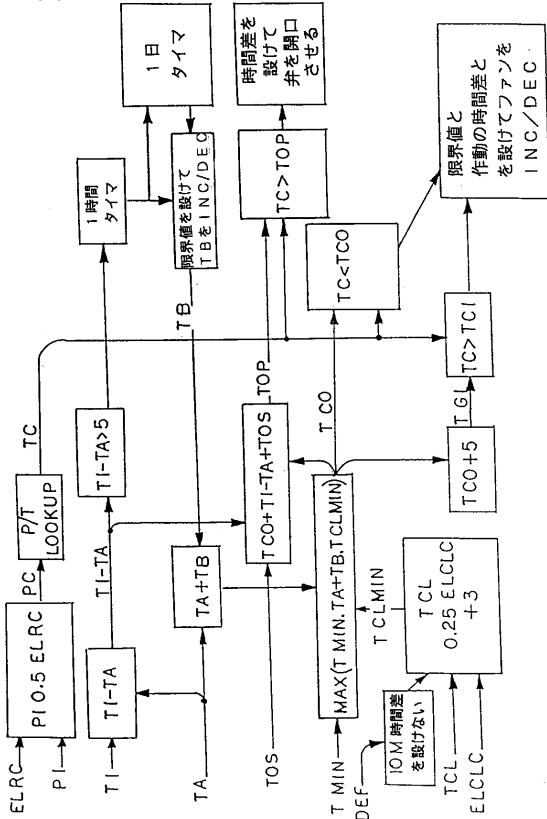 ELRC
PI
PI 0.5 ELRC
PC
P/T
LOOKUP
TC
TI
TI-TA
TI-TA
TI-TA>5
1時間
タイマ
1日
タイマ
限界値を設けて
TBをINC/DEC
TB
TA
TA+TB
TOS
TCO+TI-TA+TOS
TOP
TC>TOP
時間差を
設けて
弁を開口
させる
T MIN
MAX(T MIN.TA+TB.TCLMIN)
TCO
TC<TCO
DEF
10M時間差
を設けない
TCL
ELCLC
TCL
0.25 ELCLC
+3
TCLMIN
TCO+5
TGL
TC>TCI
限界値と
作動の時間差と
を設けてファンを
INC/DEC